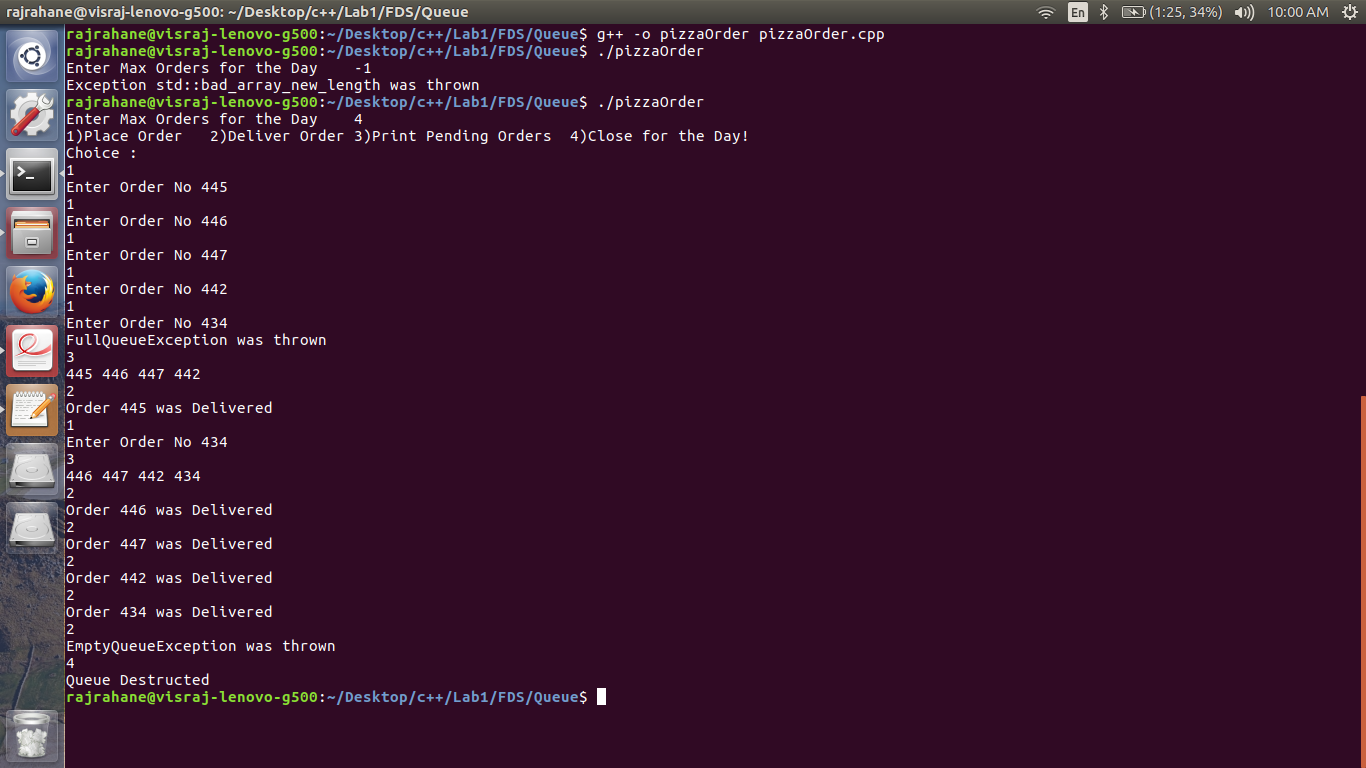 rajrahane@visraj-lenovo-g500: ~/Desktop/c++/Lab1/FDS/Queue En (1:25, 34%) 10:00 AM
rajrahane@visraj-lenovo-g500:~/Desktop/c++/Lab1/FDS/Queue$ g++ -o pizzaOrder pizzaOrder.cpp
rajrahane@visraj-lenovo-g500:~/Desktop/c++/Lab1/FDS/Queue$ ./pizzaOrder
Enter Max Orders for the Day    -1
Exception std::bad_array_new_length was thrown
rajrahane@visraj-lenovo-g500:~/Desktop/c++/Lab1/FDS/Queue$ ./pizzaOrder
Enter Max Orders for the Day    4
1)Place Order   2)Deliver Order 3)Print Pending Orders  4)Close for the Day!
Choice :
1
Enter Order No 445
1
Enter Order No 446
1
Enter Order No 447
1
Enter Order No 442
1
Enter Order No 434
FullQueueException was thrown
3
445 446 447 442
2
Order 445 was Delivered
1
Enter Order No 434
3
446 447 442 434
2
Order 446 was Delivered
2
Order 447 was Delivered
2
Order 442 was Delivered
2
Order 434 was Delivered
2
EmptyQueueException was thrown
4
Queue Destructed
rajrahane@visraj-lenovo-g500:~/Desktop/c++/Lab1/FDS/Queue$